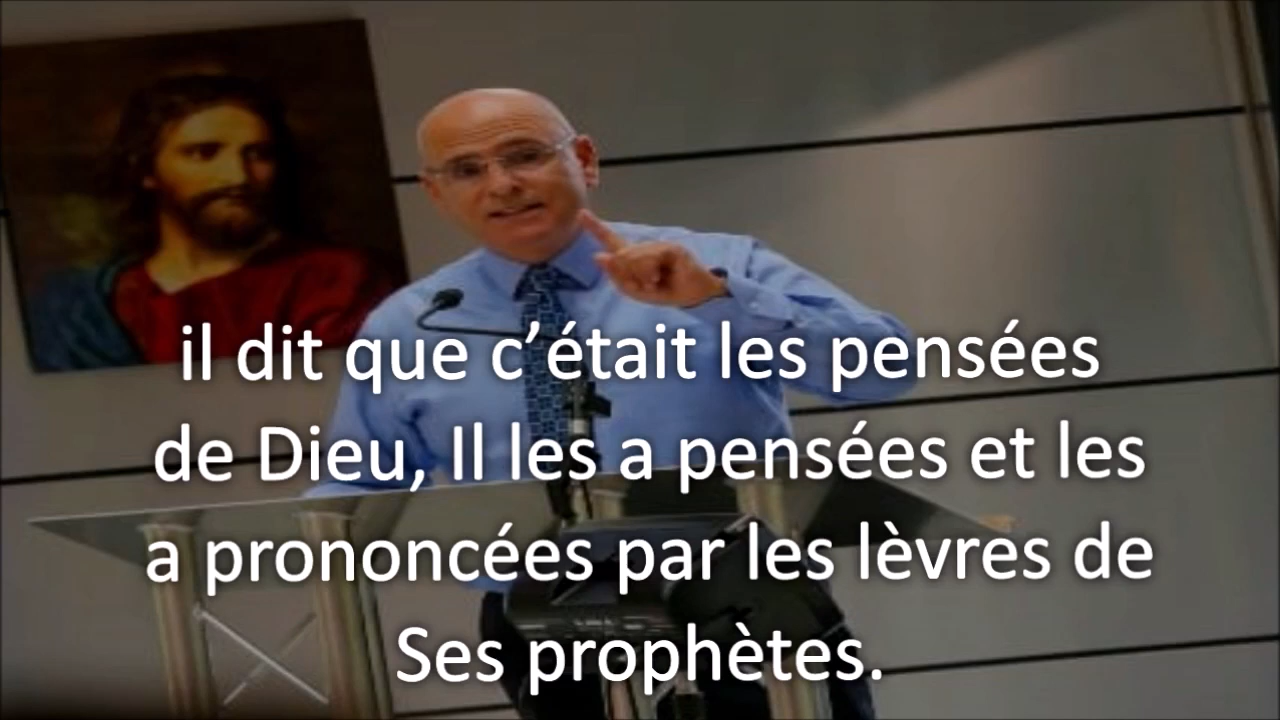 il dit que c’était les pensées
de Dieu, Il les a pensées et les
a prononcées par les lèvres de
Ses prophètes.